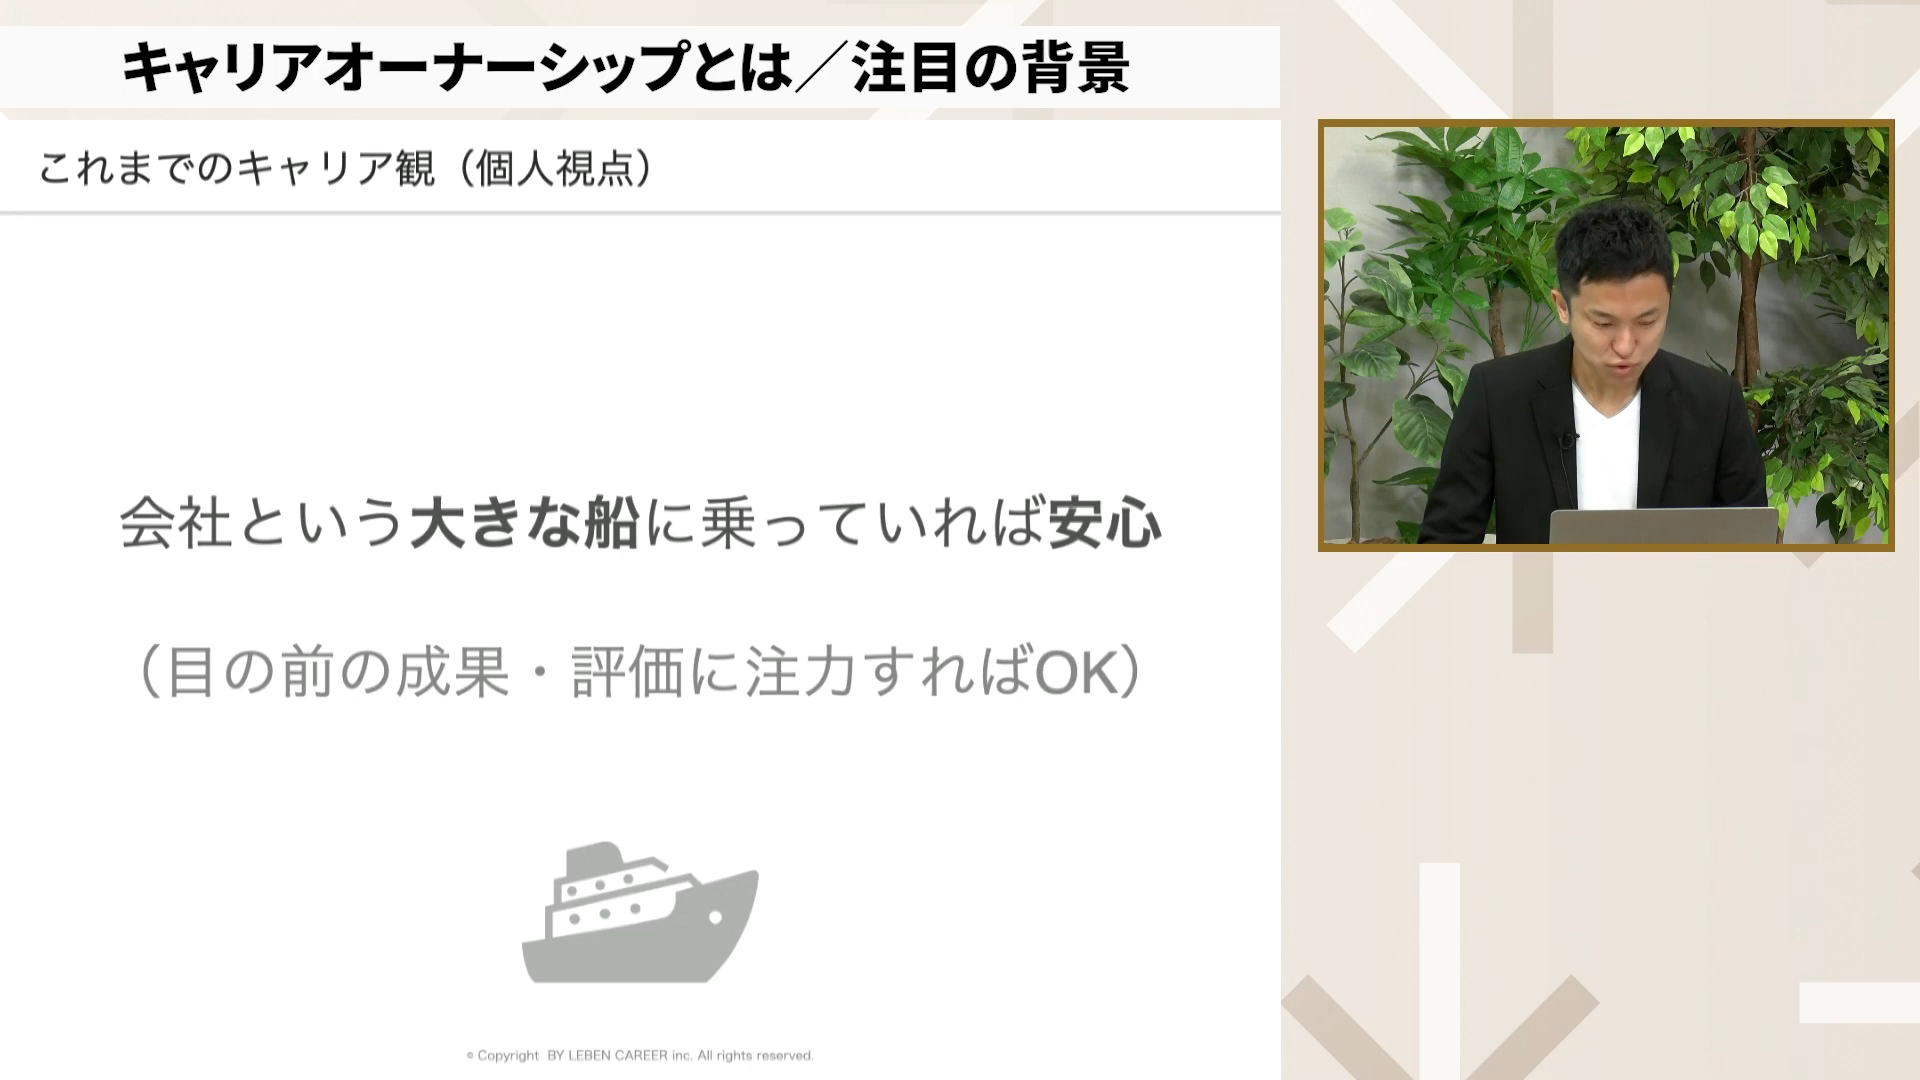 キャリアオーナーシップとは／注目の背景
これまでのキャリア観（個人視点）
会社という大きな船に乗っていれば安心
（目の前の成果・評価に注力すればOK）
© Copyright BY LEBEN CAREER inc. All rights reserved.